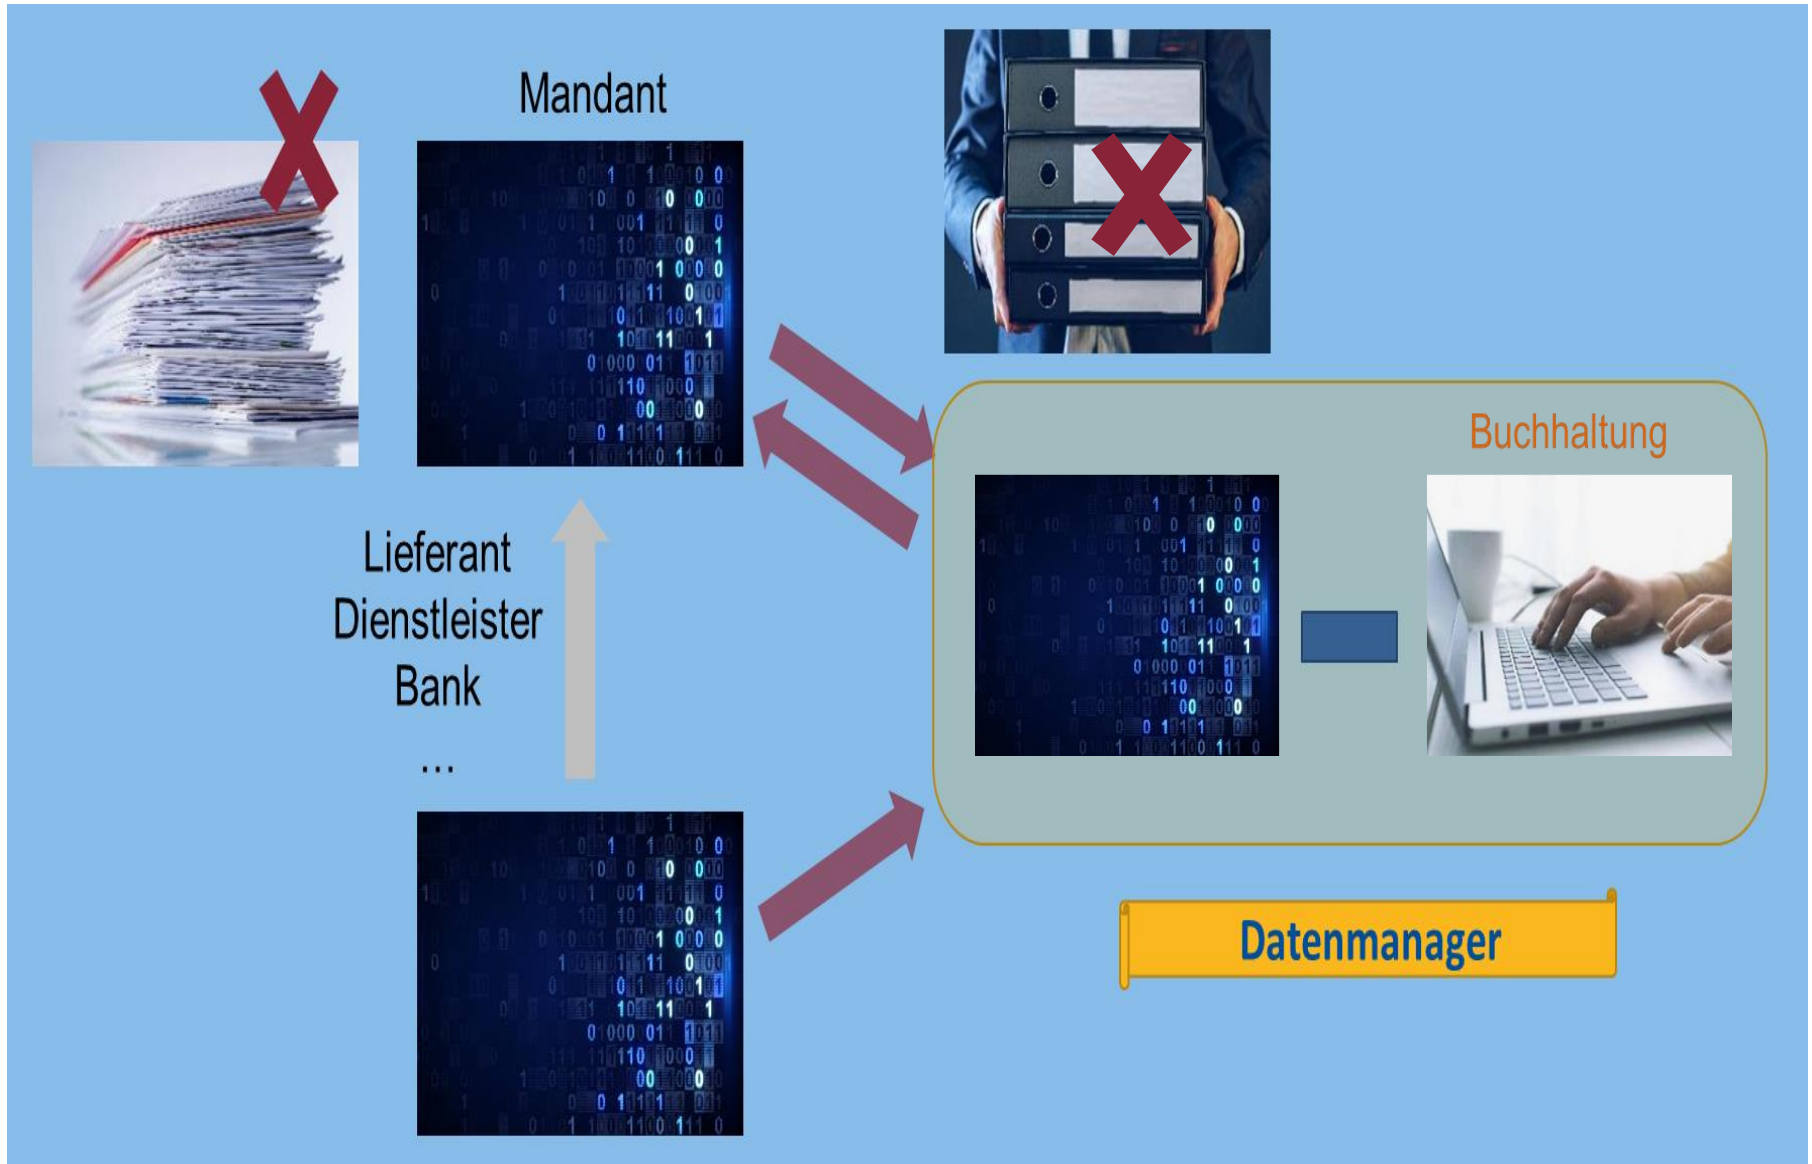 Mandant
Buchhaltung
Lieferant
Dienstleister
Bank
...
Datenmanager